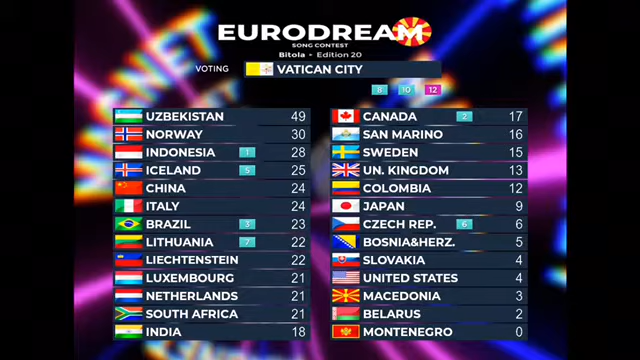 EURODREAM
SONG CONTEST
Bitola - Edition 20
VOTING VATICAN CITY
8 10 12
UZBEKISTAN 49
NORWAY 30
INDONESIA 1 28
ICELAND 5 25
CHINA 24
ITALY 24
BRAZIL 3 23
LITHUANIA 7 22
LIECHTENSTEIN 22
LUXEMBOURG 21
NETHERLANDS 21
SOUTH AFRICA 21
INDIA 18
CANADA 2 17
SAN MARINO 16
SWEDEN 15
UN. KINGDOM 13
COLOMBIA 12
JAPAN 9
CZECH REP. 6 6
BOSNIA&HERZ. 5
SLOVAKIA 4
UNITED STATES 4
MACEDONIA 3
BELARUS 2
MONTENEGRO 0